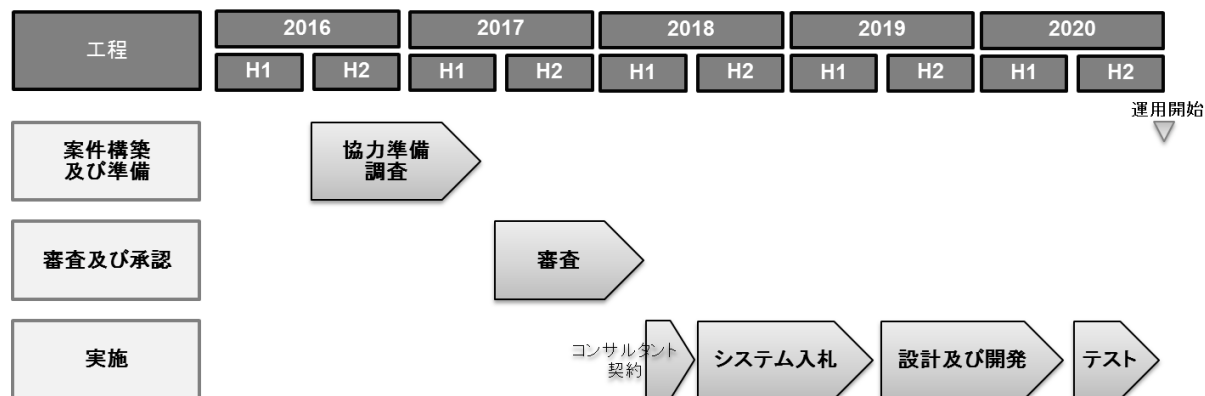 工程
2016
2017
2018
2019
2020
H1
H2
H1
H2
H1
H2
H1
H2
H1
H2
運用開始
案件構築
及び準備
協力準備
調査
審査及び承認
審査
実施
コンサルタント
契約
システム入札
設計及び開発
テスト